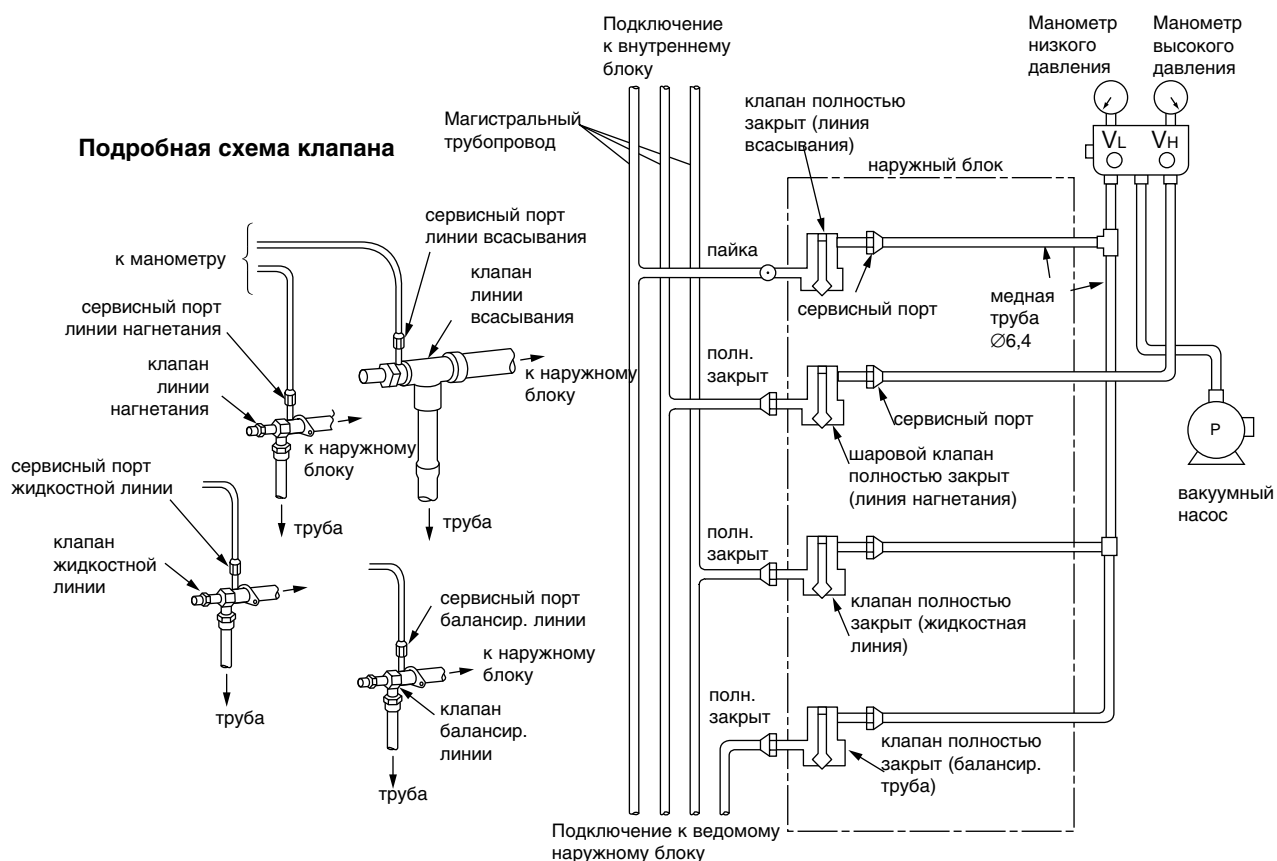 Подробная схема клапана
к манометру
сервисный порт
линии всасывания
клапан
линии
всасывания
сервисный порт
линии нагнетания
клапан
линии
нагнетания
к наружному
блоку
к наружному
блоку
труба
труба
сервисный порт
жидкостной линии
клапан
жидкостной
линии
труба
сервисный порт
балансир. линии
к наружному
блоку
клапан
балансир.
линии
труба
Подключение
к внутреннему
блоку
Магистральный
трубопровод
клапан полностью
закрыт (линия
всасывания)
наружный блок
Манометр
низкого
давления
Манометр
высокого
давления
VL
VH
пайка
сервисный порт
медная
труба
∅6,4
полн.
закрыт
сервисный порт
шаровой клапан
полностью закрыт
(линия нагнетания)
P
вакуумный
насос
полн.
закрыт
клапан полностью
закрыт (жидкостная
линия)
полн.
закрыт
клапан полностью
закрыт (балансир.
труба)
Подключение к ведомому
наружному блоку